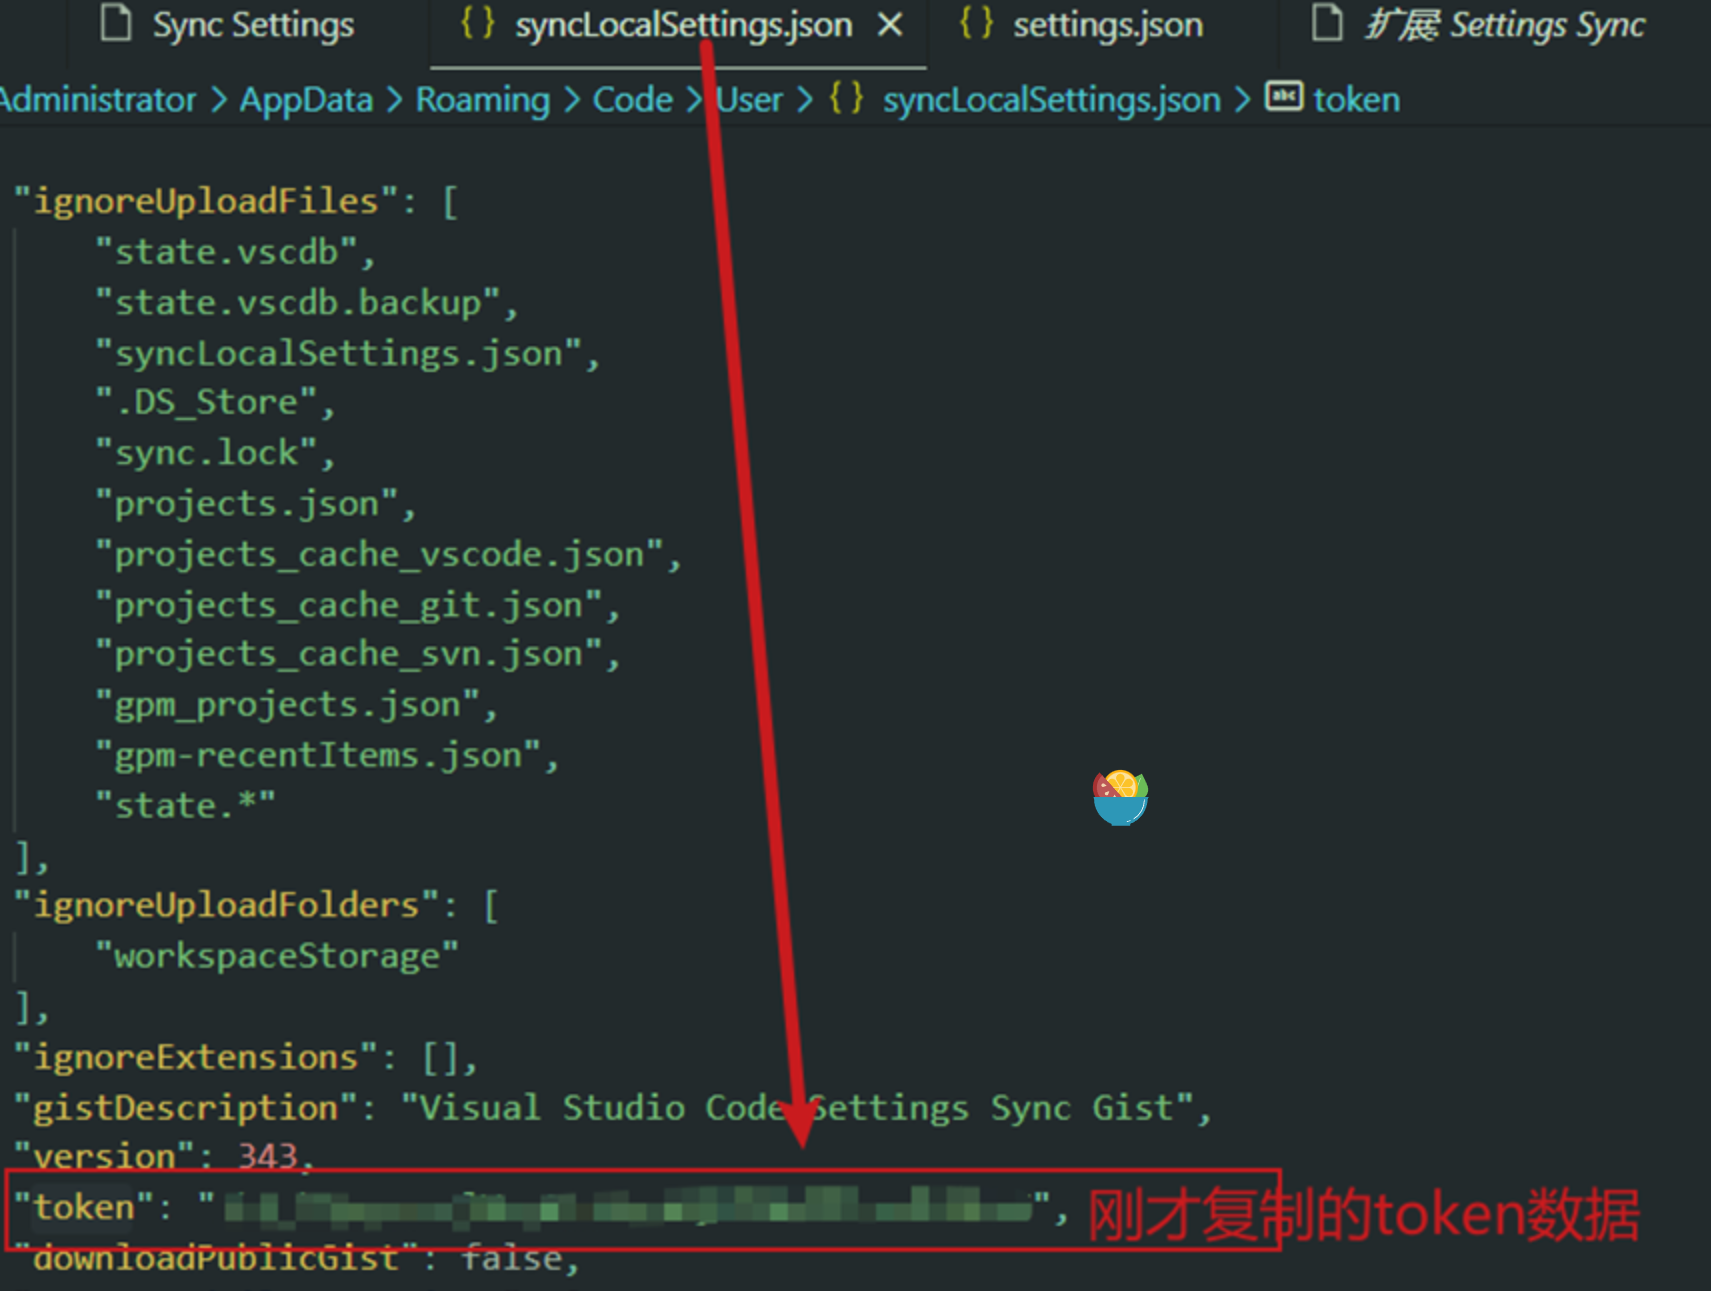 Sync Settings
{} syncLocalSettings.json ×
{} settings.json
扩展 Settings Sync
Administrator > AppData > Roaming > Code > User > {} syncLocalSettings.json > abc token
"ignoreUploadFiles": [
"state.vscdb",
"state.vscdb.backup",
"syncLocalSettings.json",
".DS_Store",
"sync.lock",
"projects.json",
"projects_cache_vscode.json",
"projects_cache_git.json",
"projects_cache_svn.json",
"gpm_projects.json",
"gpm-recentItems.json",
"state.*"
],
"ignoreUploadFolders": [
"workspaceStorage"
],
"ignoreExtensions": [],
"gistDescription": "Visual Studio Code Settings Sync Gist",
"version": 343,
"token": "", 刚才复制的token数据
"downloadPublicGist": false,